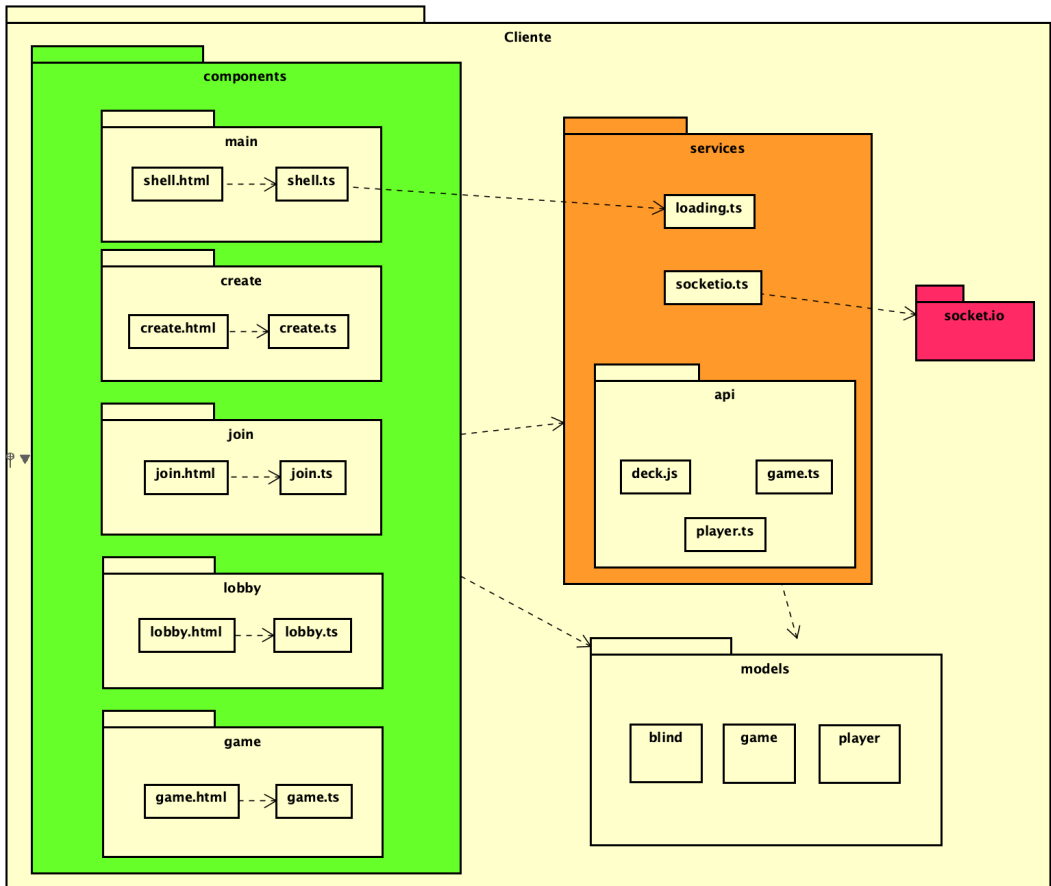 Cliente
components
main
shell.html
shell.ts
create
create.html
create.ts
join
join.html
join.ts
lobby
lobby.html
lobby.ts
game
game.html
game.ts
services
loading.ts
socketio.ts
api
deck.js
game.ts
player.ts
socket.io
models
blind
game
player